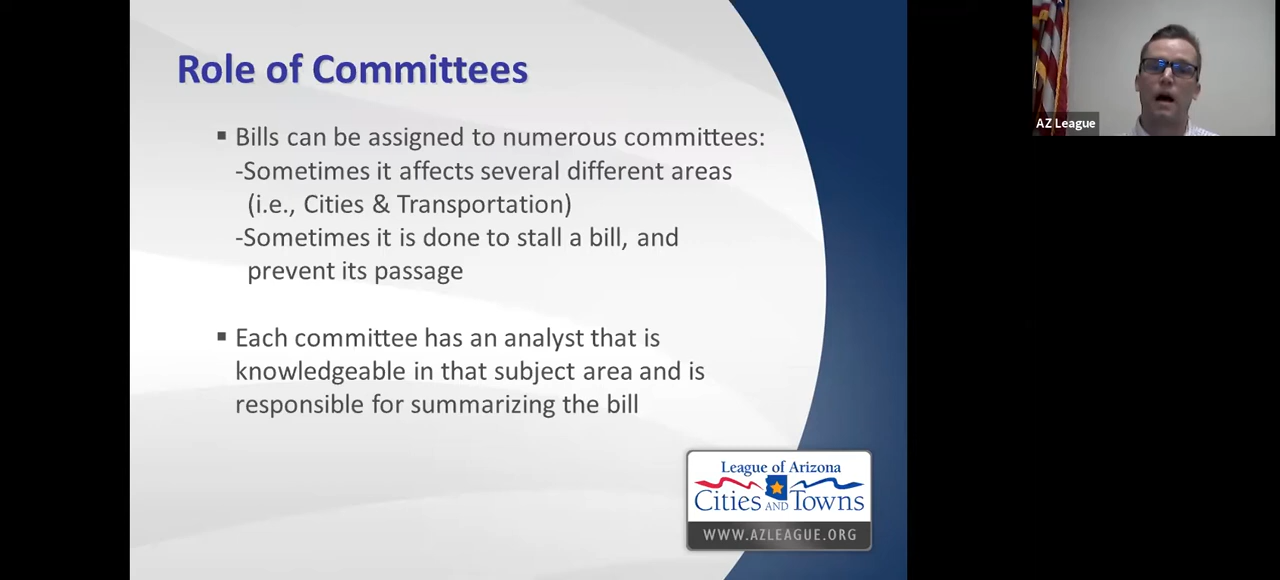 Role of Committees
▪ Bills can be assigned to numerous committees:
-Sometimes it affects several different areas
(i.e., Cities & Transportation)
-Sometimes it is done to stall a bill, and
prevent its passage
▪ Each committee has an analyst that is
knowledgeable in that subject area and is
responsible for summarizing the bill
League of Arizona
Cities AND Towns
WWW.AZLEAGUE.ORG
AZ League